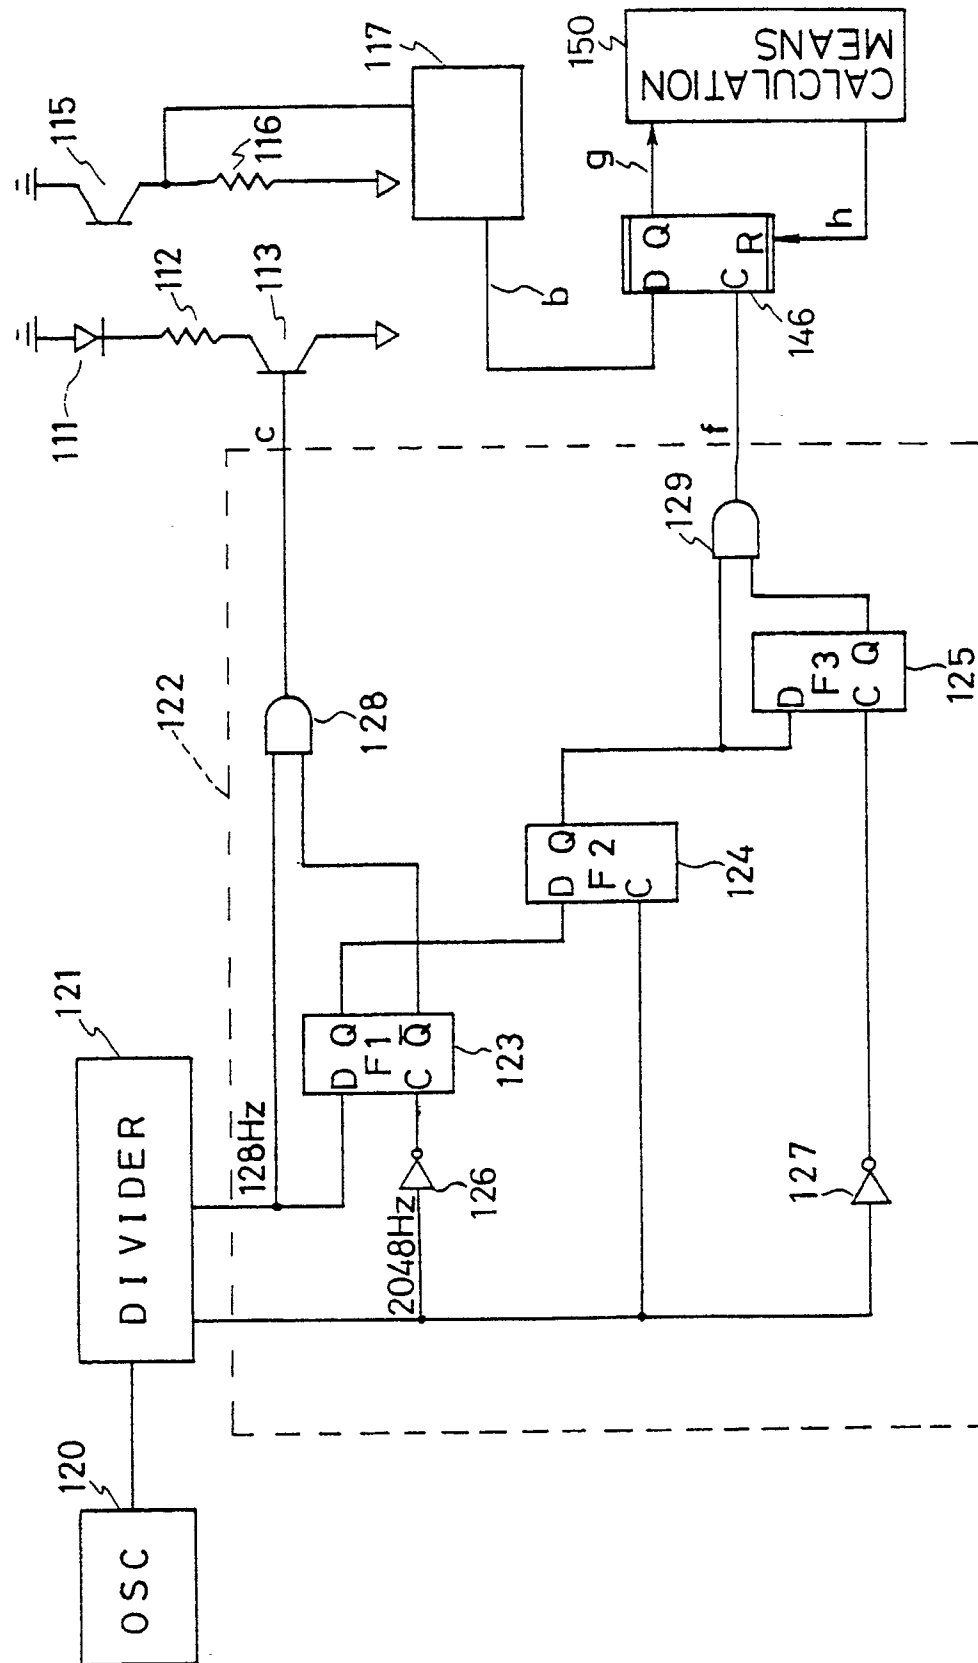 120
OSC
121
DIVIDER
122
128Hz
2048Hz
126
127
D Q
F1
C Q̅
123
D Q
F2
C
124
D
F3
C Q
125
128
129
c
f
111
112
113
115
116
117
b
D Q
C R
146
g
h
150
CALCULATION
MEANS